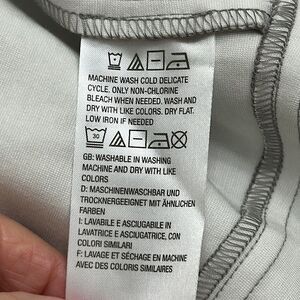 MACHINE WASH COLD DELICATE
CYCLE. ONLY NON-CHLORINE
BLEACH WHEN NEEDED. WASH AND
DRY WITH LIKE COLORS. DRY FLAT.
LOW IRON IF NEEDED
30
GB: WASHABLE IN WASHING
MACHINE AND DRY WITH LIKE
COLORS
D: MASCHINENWASCHBAR UND
TROCKNERGEEIGNET MIT ÄHNLICHEN
FARBEN
I: LAVABILE E ASCIUGABILE IN
LAVATRICE E ASCIUGATRICE, CON
COLORI SIMILARI
F: LAVAGE ET SÉCHAGE EN MACHINE
AVEC DES COLORIS SIMILAIRES